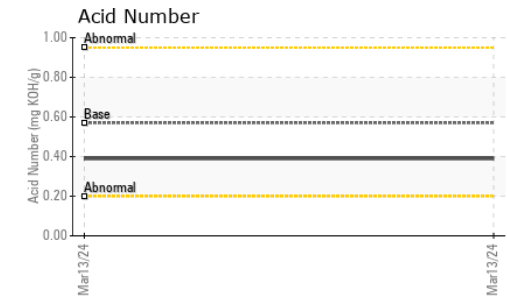 Acid Number
Acid Number (mg KOH/g)
1.00
0.80
0.60
0.40
0.20
0.00
Abnormal
Base
Abnormal
Mar13/24
Mar13/24